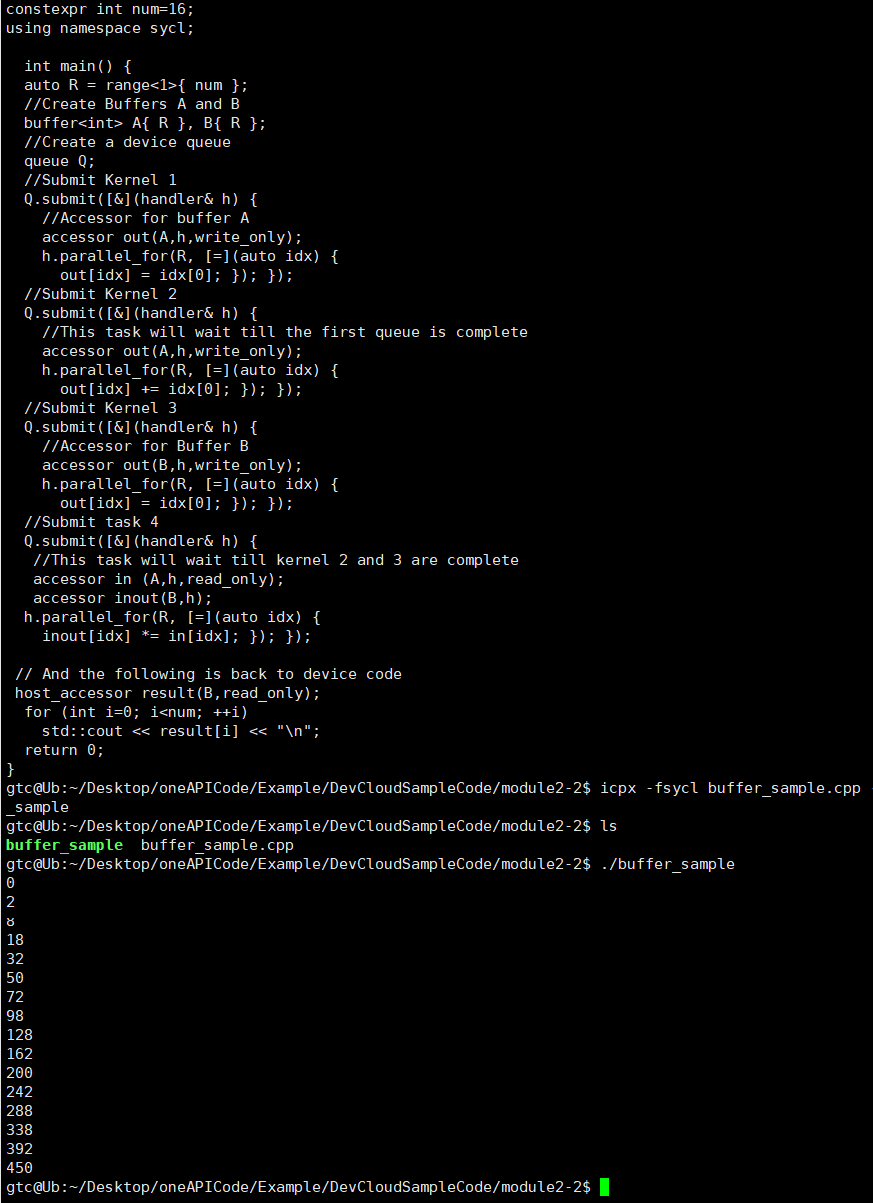 constexpr int num=16;
using namespace sycl;

  int main() {
  auto R = range<1>{ num };
  //Create Buffers A and B
  buffer<int> A{ R }, B{ R };
  //Create a device queue
  queue Q;
  //Submit Kernel 1
  Q.submit([&](handler& h) {
    //Accessor for buffer A
    accessor out(A,h,write_only);
    h.parallel_for(R, [=](auto idx) {
      out[idx] = idx[0]; }); });
  //Submit Kernel 2
  Q.submit([&](handler& h) {
    //This task will wait till the first queue is complete
    accessor out(A,h,write_only);
    h.parallel_for(R, [=](auto idx) {
      out[idx] += idx[0]; }); });
  //Submit Kernel 3
  Q.submit([&](handler& h) {
    //Accessor for Buffer B
    accessor out(B,h,write_only);
    h.parallel_for(R, [=](auto idx) {
      out[idx] = idx[0]; }); });
  //Submit task 4
  Q.submit([&](handler& h) {
   //This task will wait till kernel 2 and 3 are complete
   accessor in (A,h,read_only);
   accessor inout(B,h);
  h.parallel_for(R, [=](auto idx) {
    inout[idx] *= in[idx]; }); });

 // And the following is back to device code
 host_accessor result(B,read_only);
  for (int i=0; i<num; ++i)
    std::cout << result[i] << "\n";
  return 0;
}
gtc@Ub:~/Desktop/oneAPICode/Example/DevCloudSampleCode/module2-2$ icpx -fsycl buffer_sample.cpp
_sample
gtc@Ub:~/Desktop/oneAPICode/Example/DevCloudSampleCode/module2-2$ ls
buffer_sample  buffer_sample.cpp
gtc@Ub:~/Desktop/oneAPICode/Example/DevCloudSampleCode/module2-2$ ./buffer_sample
0
2
8
18
32
50
72
98
128
162
200
242
288
338
392
450
gtc@Ub:~/Desktop/oneAPICode/Example/DevCloudSampleCode/module2-2$